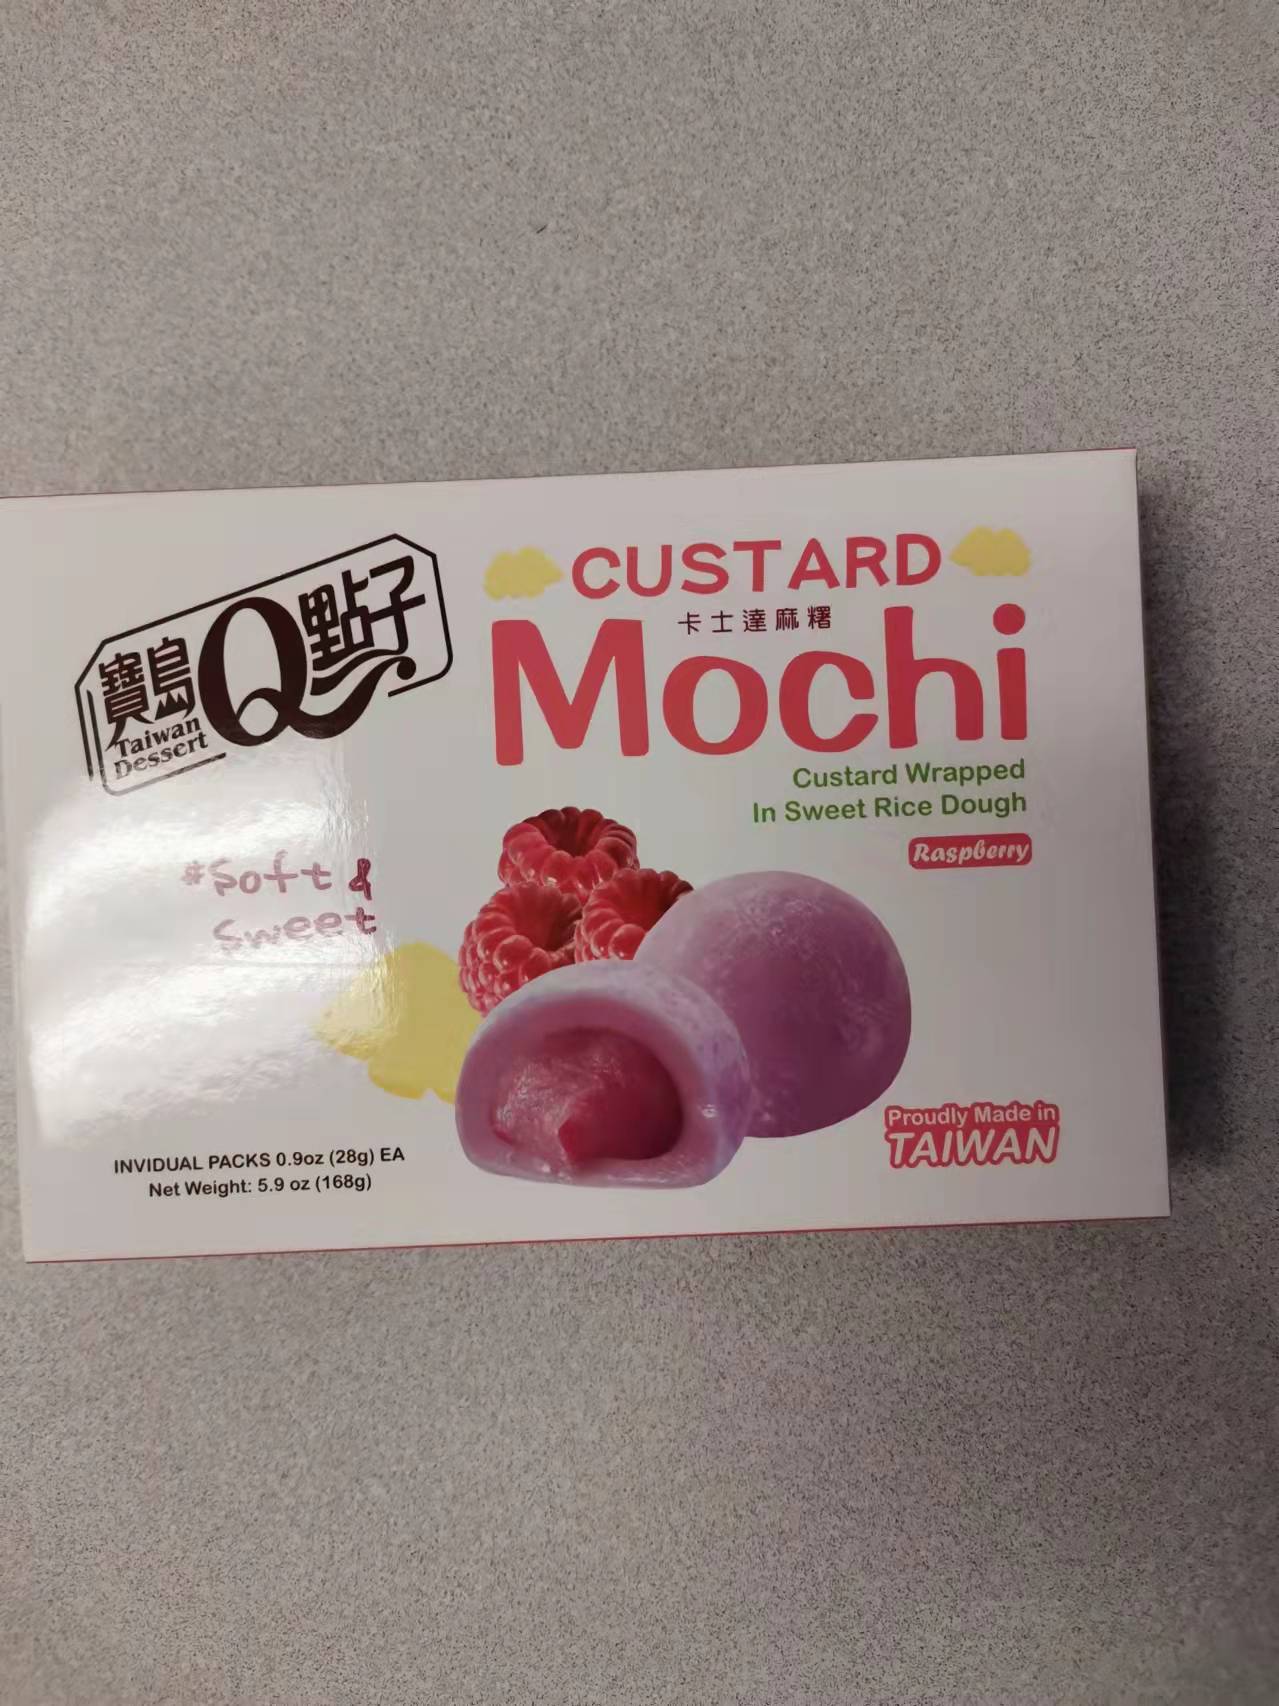 寶島Q點子
Taiwan
Dessert
CUSTARD
卡士達麻糬
Mochi
Custard Wrapped
In Sweet Rice Dough
Raspberry
#Soft &
Sweet
Proudly Made in
TAIWAN
INVIDUAL PACKS 0.9oz (28g) EA
Net Weight: 5.9 oz (168g)